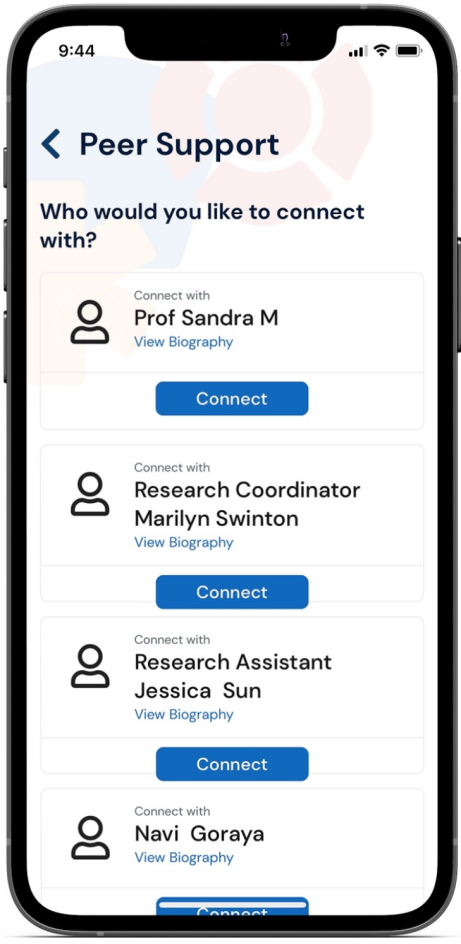 9:44
Peer Support
Who would you like to connect
with?
Connect with
Prof Sandra M
View Biography
Connect
Connect with
Research Coordinator
Marilyn Swinton
View Biography
Connect
Connect with
Research Assistant
Jessica Sun
View Biography
Connect
Connect with
Navi Goraya
View Biography
Connect